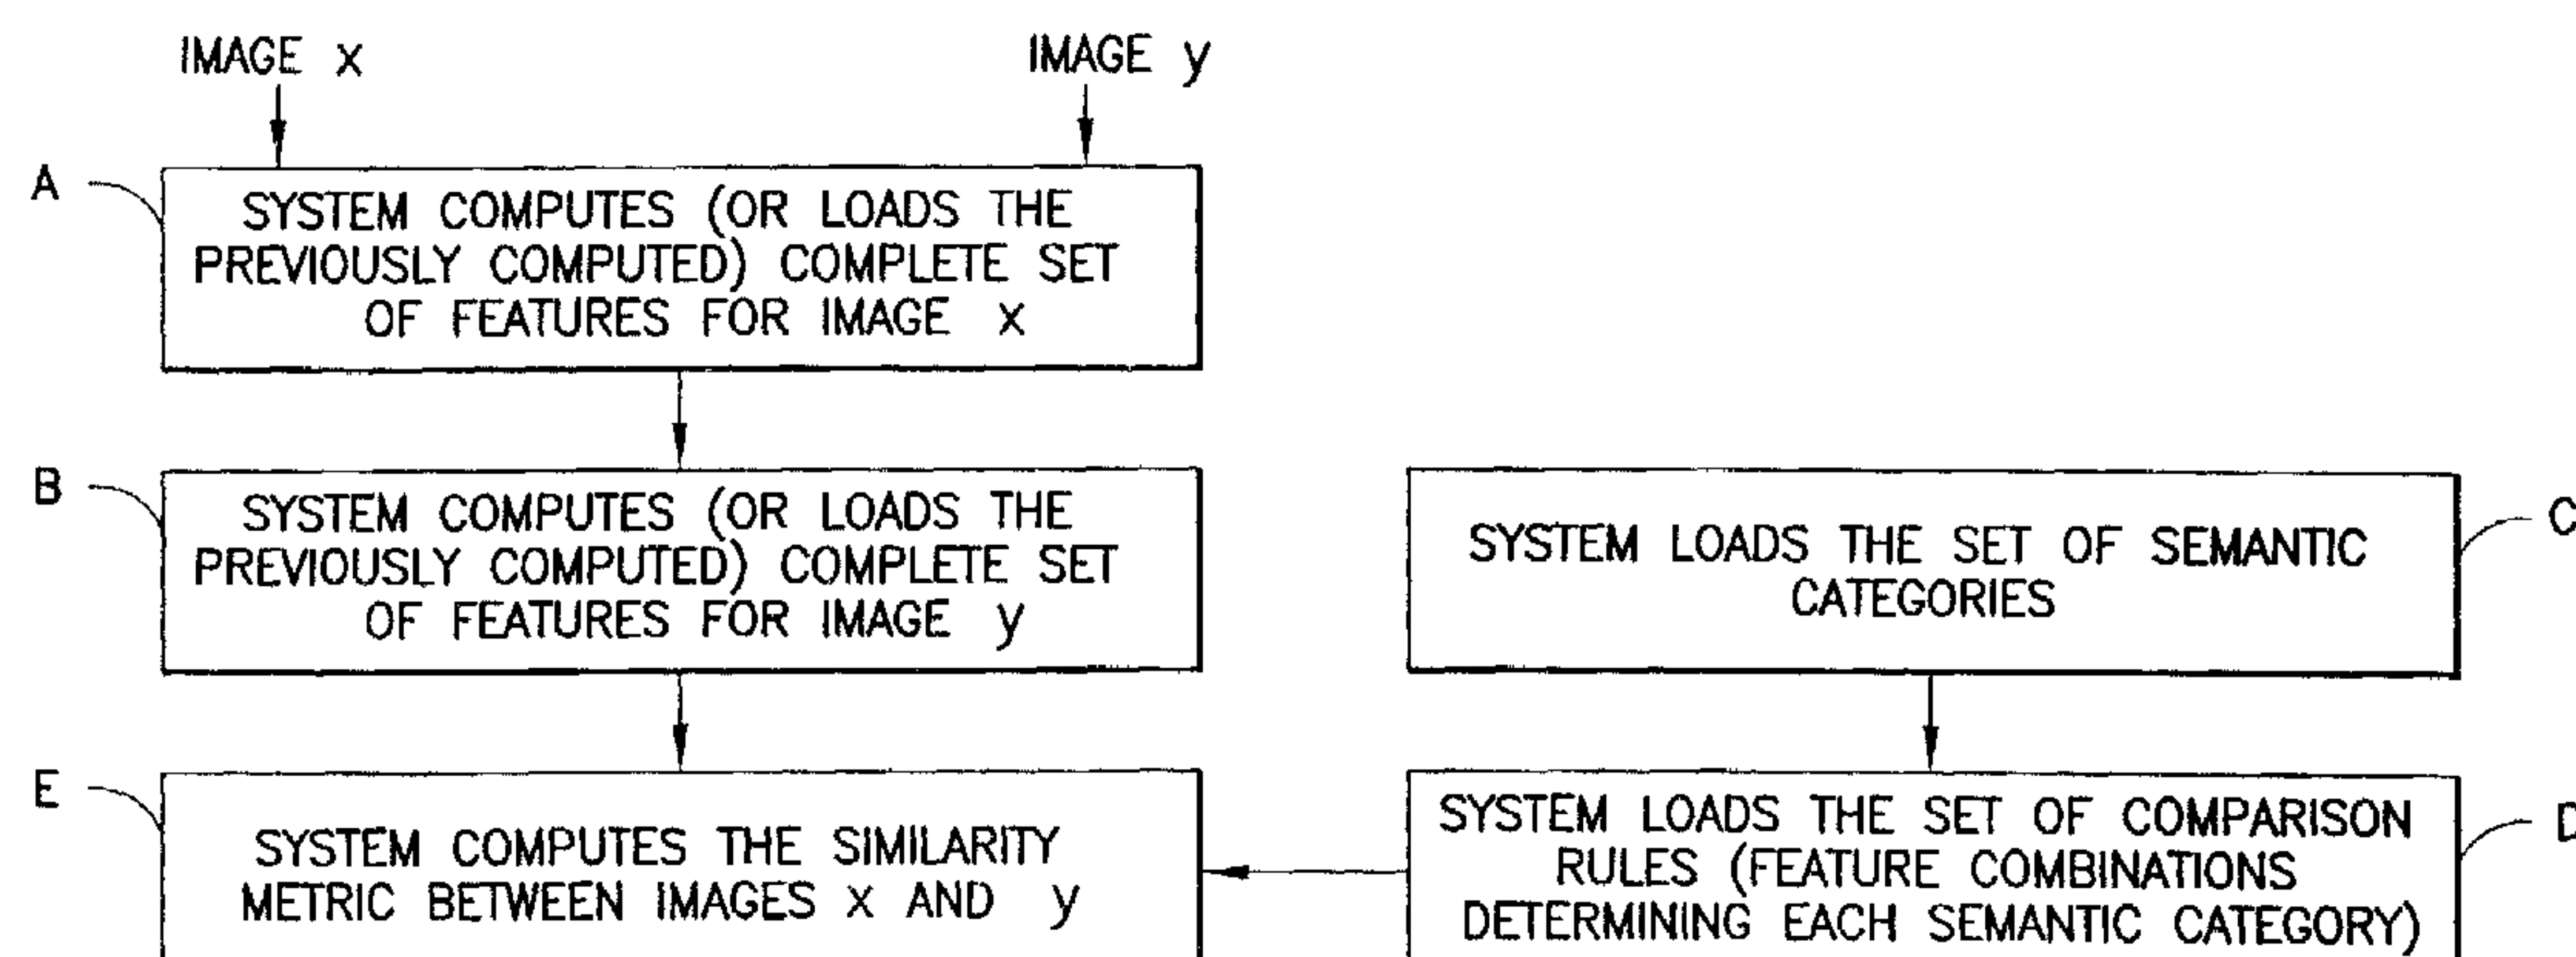 IMAGE x
IMAGE y
A
SYSTEM COMPUTES (OR LOADS THE
PREVIOUSLY COMPUTED) COMPLETE SET
OF FEATURES FOR IMAGE x
B
SYSTEM COMPUTES (OR LOADS THE
PREVIOUSLY COMPUTED) COMPLETE SET
OF FEATURES FOR IMAGE y
SYSTEM LOADS THE SET OF SEMANTIC
CATEGORIES
C
E
SYSTEM COMPUTES THE SIMILARITY
METRIC BETWEEN IMAGES x AND y
SYSTEM LOADS THE SET OF COMPARISON
RULES (FEATURE COMBINATIONS
DETERMINING EACH SEMANTIC CATEGORY)
D